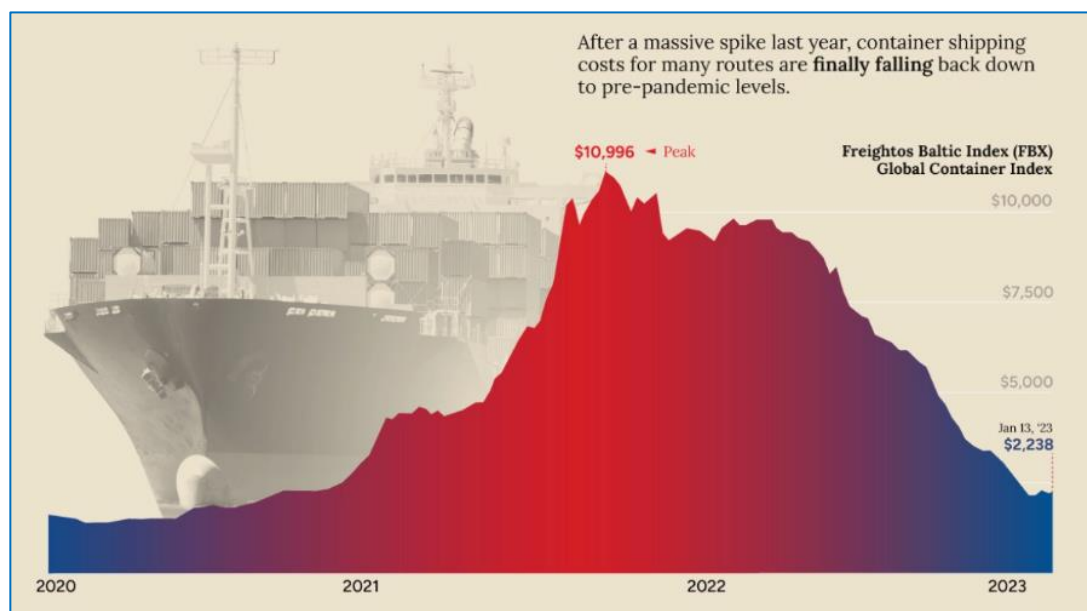 After a massive spike last year, container shipping
costs for many routes are finally falling back down
to pre-pandemic levels.
$10,996 ◄ Peak
Freightos Baltic Index (FBX)
Global Container Index
$10,000
$7,500
$5,000
Jan 13, '23
$2,238
2020
2021
2022
2023